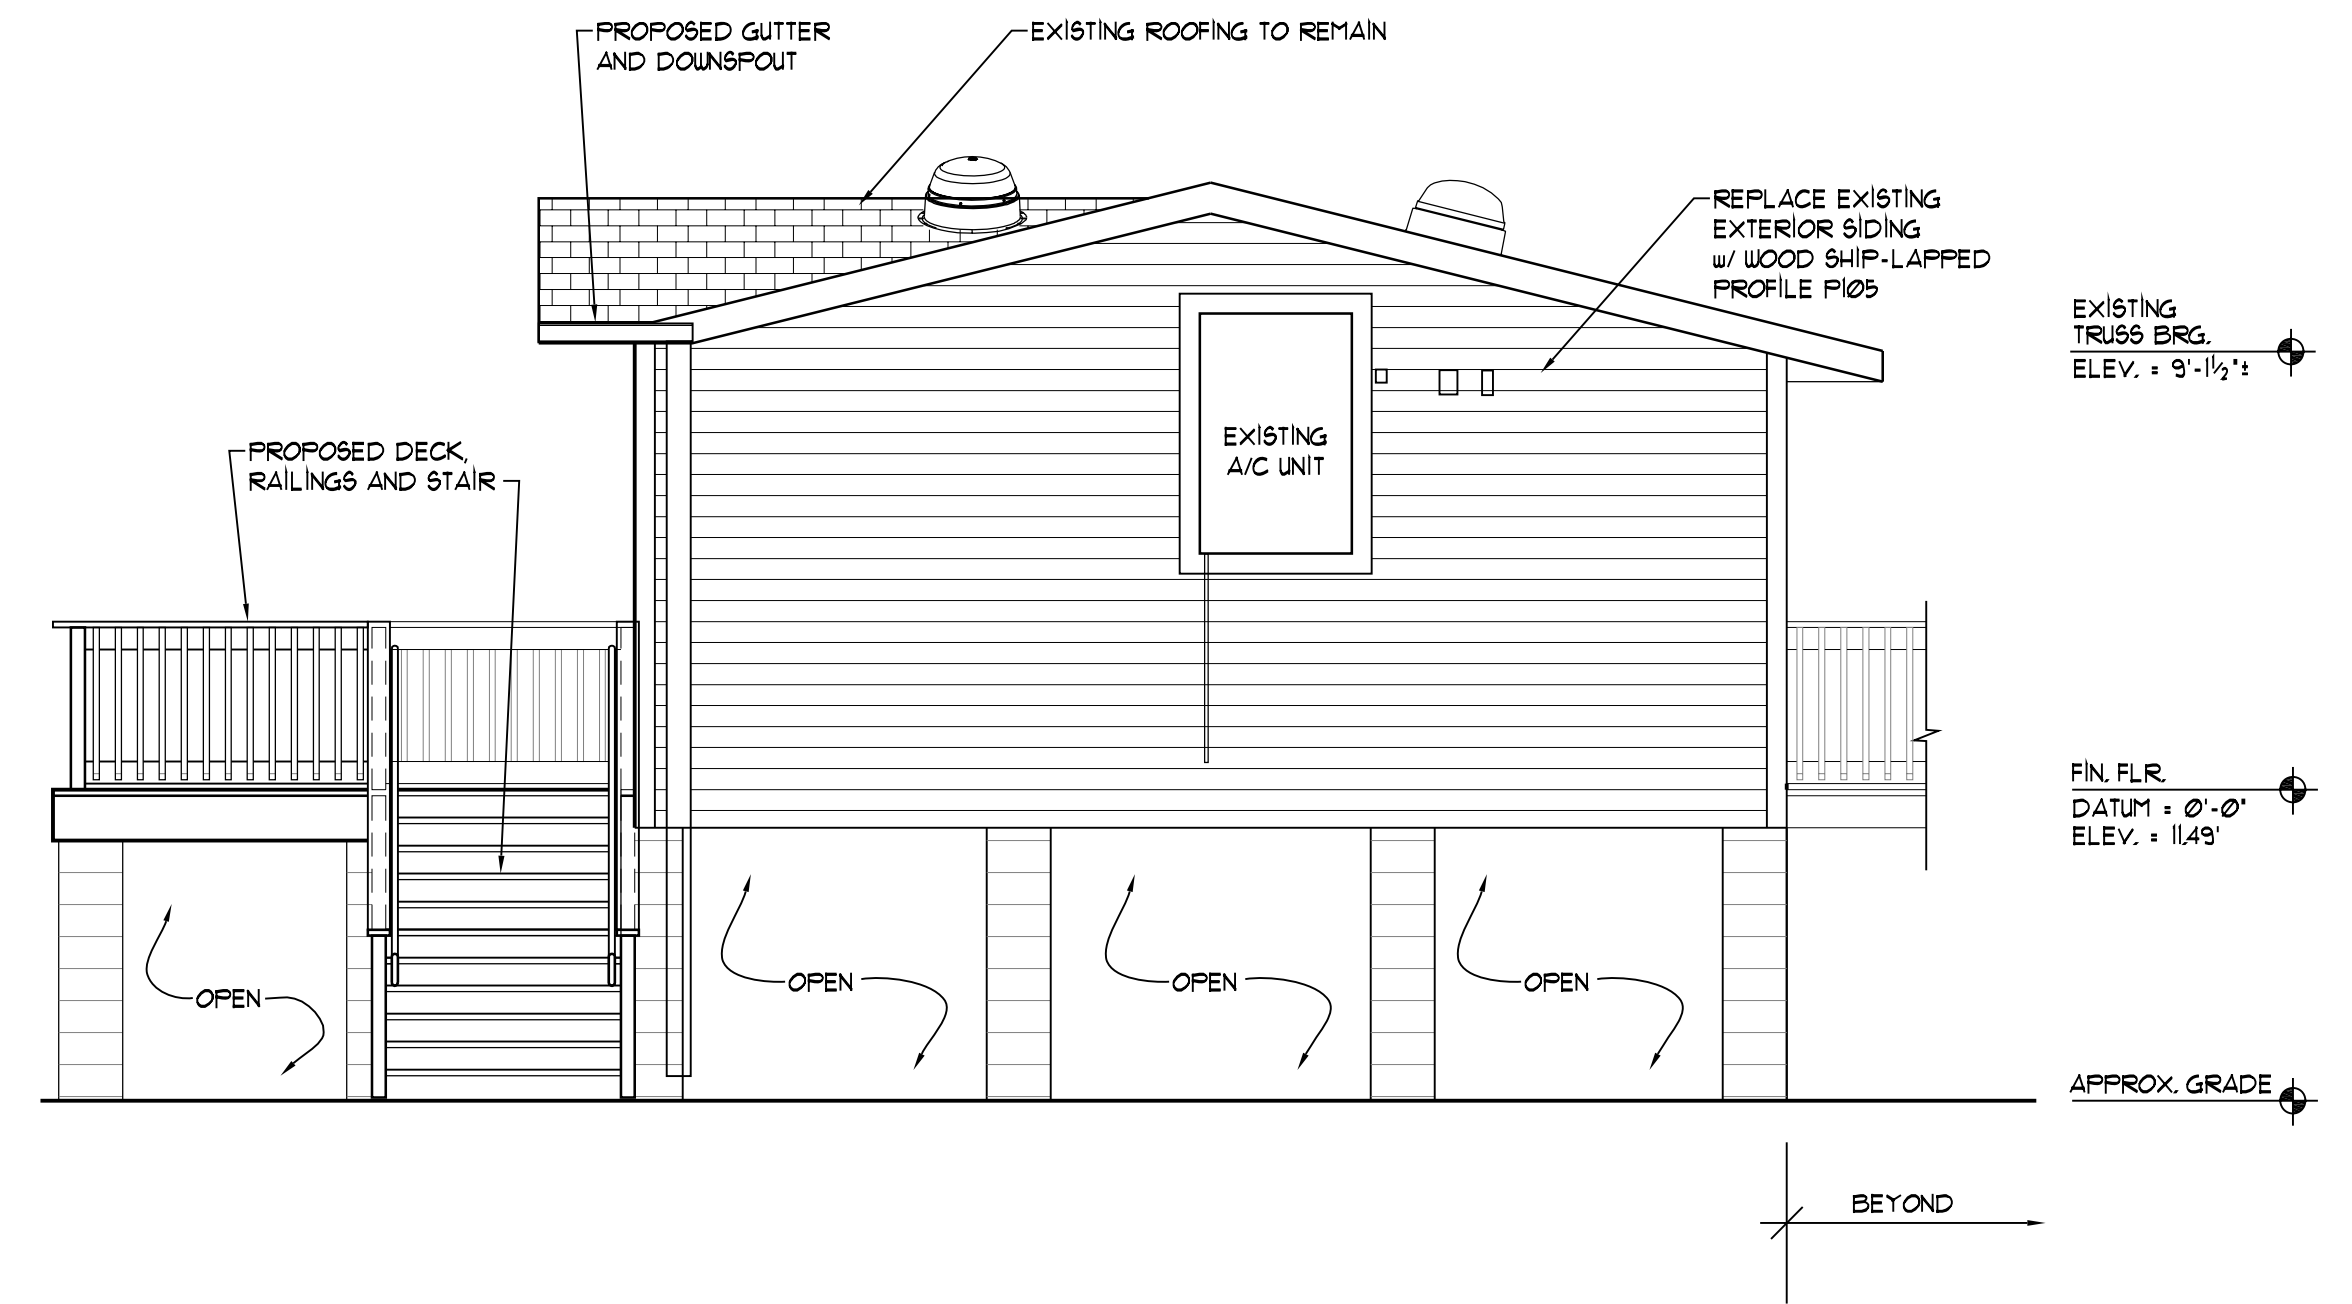 PROPOSED GUTTER
AND DOWNSPOUT
EXISTING ROOFING TO REMAIN
REPLACE EXISTING
EXTERIOR SIDING
w/ WOOD SHIP-LAPPED
PROFILE P105
EXISTING
TRUSS BRG.
ELEV. = 9'-1½"±
EXISTING
A/C UNIT
PROPOSED DECK,
RAILINGS AND STAIR
FIN. FLR.
DATUM = 0'-0"
ELEV. = 11.49'
OPEN
OPEN
OPEN
OPEN
APPROX. GRADE
BEYOND